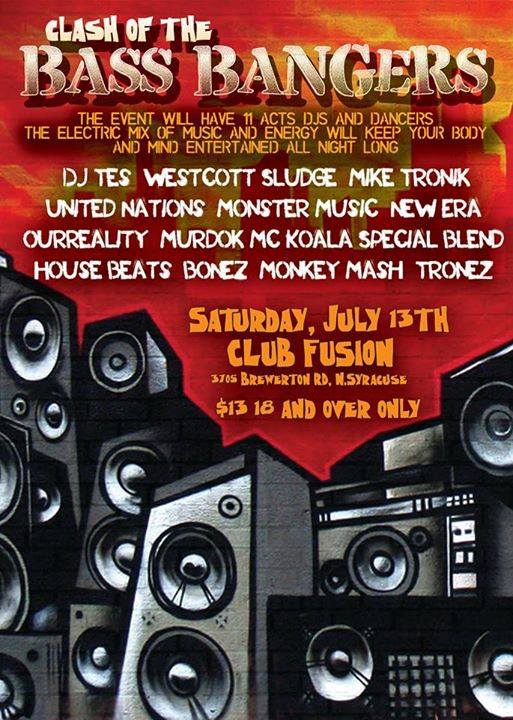 CLASH OF THE
BASS BANGERS
THE EVENT WILL HAVE 11 ACTS DJS AND DANCERS
THE ELECTRIC MIX OF MUSIC AND ENERGY WILL KEEP YOUR BODY
AND MIND ENTERTAINED ALL NIGHT LONG
DJ TES WESTCOTT SLUDGE MIKE TRONIK
UNITED NATIONS MONSTER MUSIC NEW ERA
OURREALITY MURDOK MC KOALA SPECIAL BLEND
HOUSE BEATS BONEZ MONKEY MASH TRONEZ
SATURDAY, JULY 13TH
CLUB FUSION
3705 BREWERTON RD, N.SYRACUSE
$13 18 AND OVER ONLY